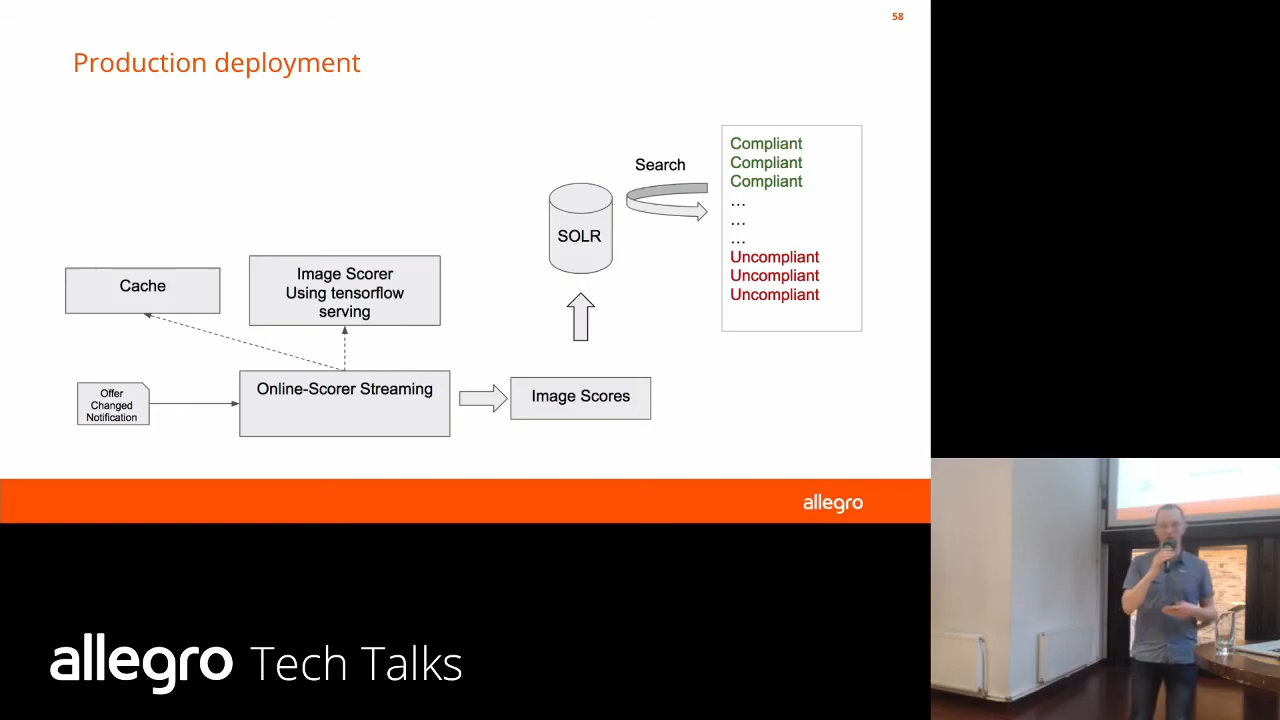 58
Production deployment
Search
Compliant
Compliant
Compliant
...
...
...
Uncompliant
Uncompliant
Uncompliant
SOLR
Cache
Image Scorer
Using tensorflow
serving
Offer
Changed
Notification
Online-Scorer Streaming
Image Scores
allegro
allegro Tech Talks